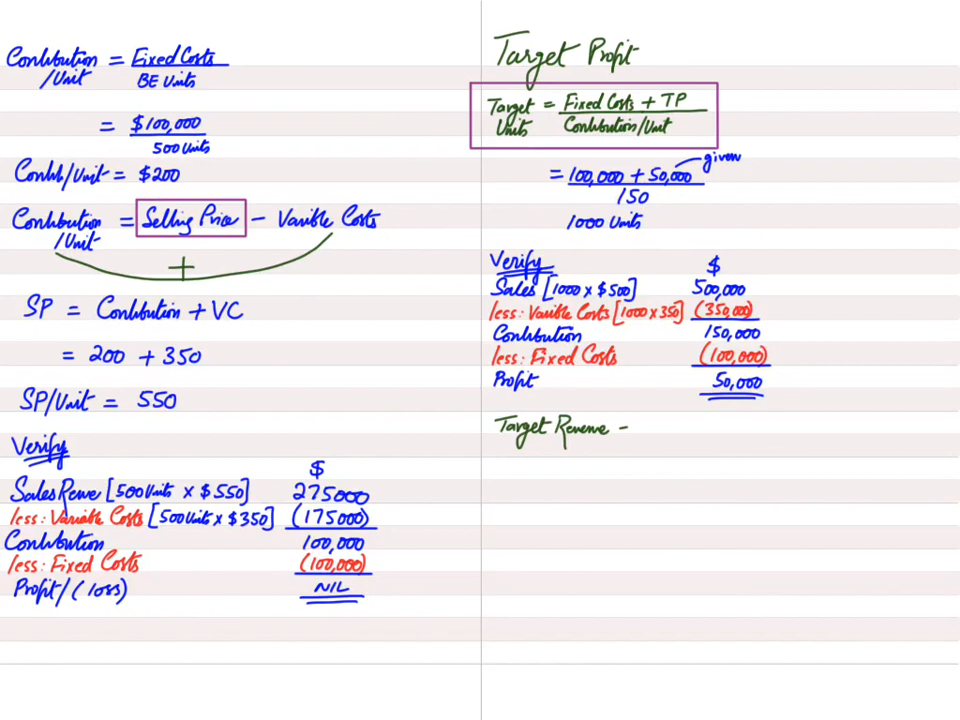 Contribution = Fixed Costs
/Unit BE Units
= $100,000
500 Units
Contrib/Unit = $200
Contribution = Selling Price - Varible Costs
/Unit
+
SP = Contribution + VC
= 200 + 350
SP/Unit = 550
Verify
$
Sales Reve [500 Units x $550] 275000
less: Variable Costs [500 Units x $350] (175000)
Contribution 100,000
less: Fixed Costs (100,000)
Profit/(loss) NIL
Target Profit
Target = Fixed Costs + TP
Units Contribution/Unit
= 100,000 + 50,000 given
150
1000 Units
Verify $
Sales [1000 x $500] 500,000
less: Varible Costs [1000 x 350] (350,000)
Contribution 150,000
less: Fixed Costs (100,000)
Profit 50,000
Target Revenue -